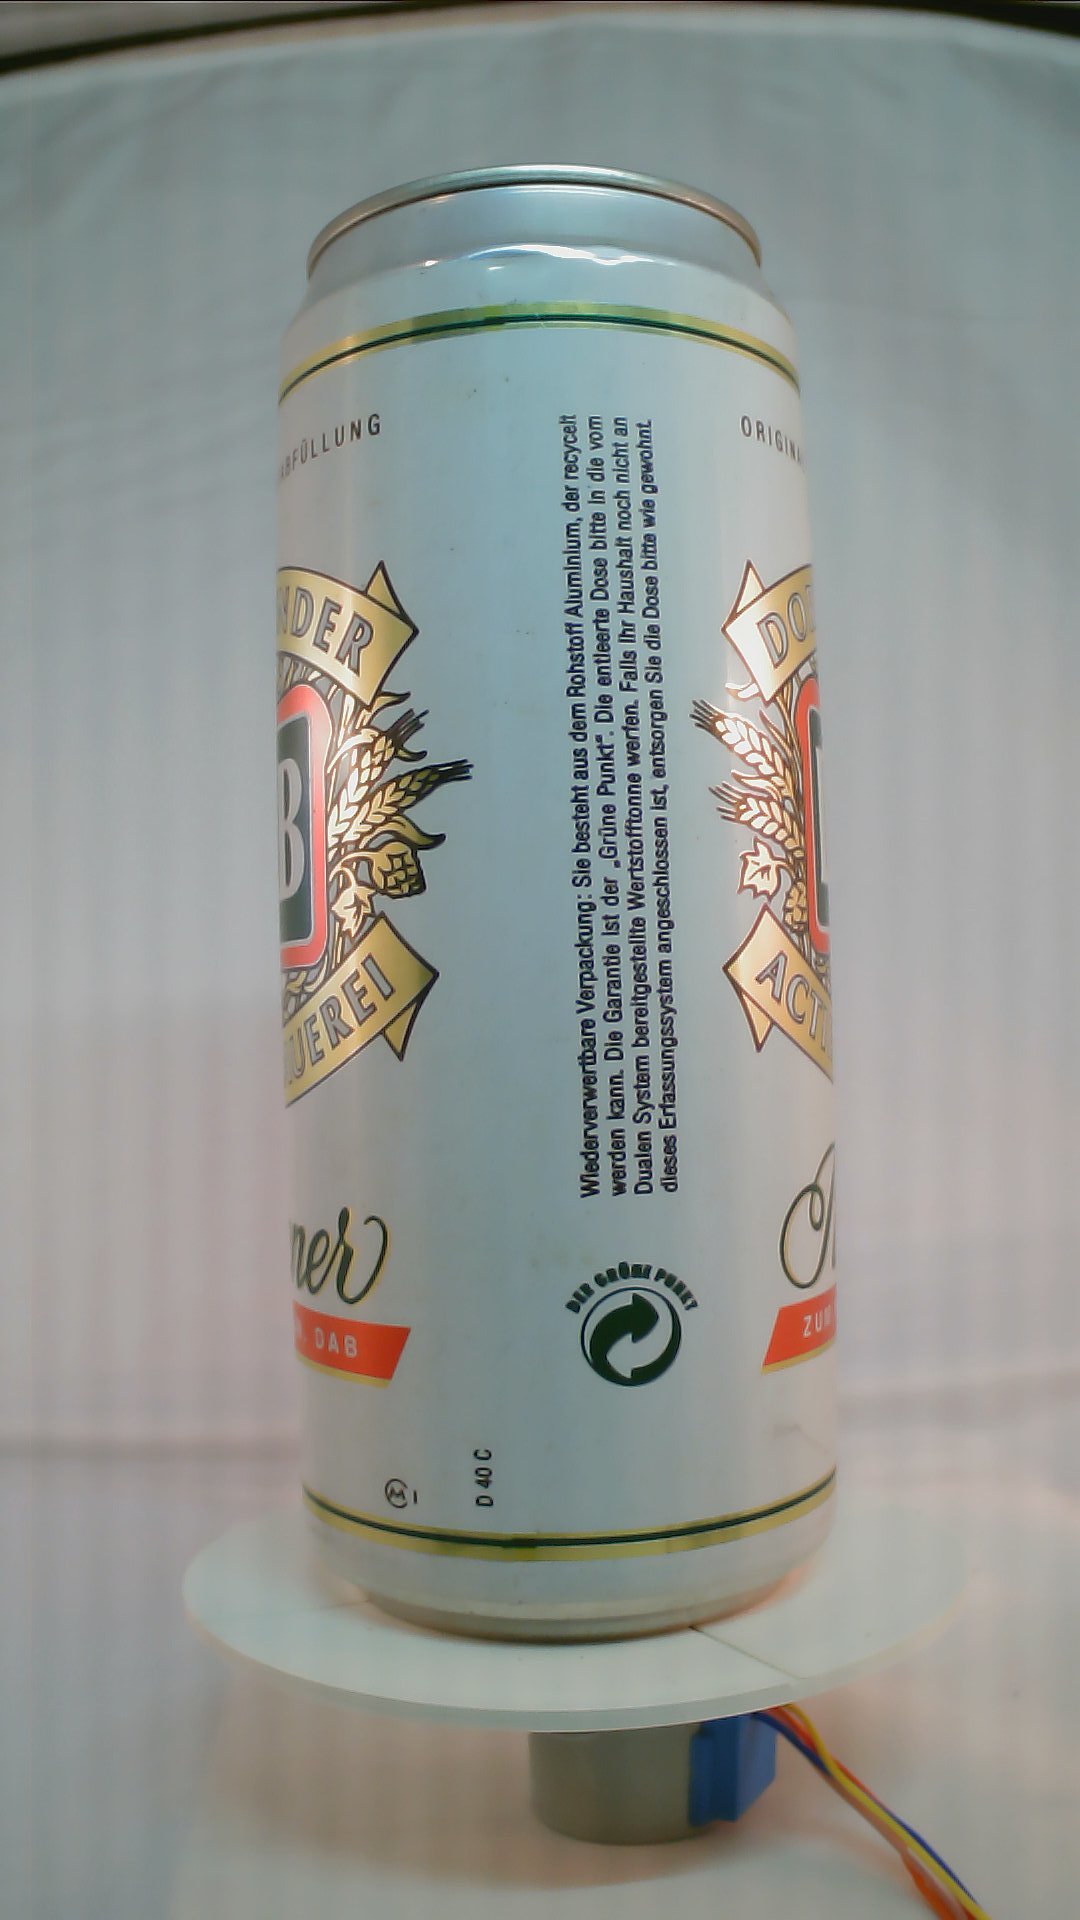 ABFÜLLUNG
NDER
B
UEREI
ner
DAB
Wiederverwertbare Verpackung: Sie besteht aus dem Rohstoff Aluminium, der recycelt
werden kann. Die Garantie ist der „Grüne Punkt“. Die entleerte Dose bitte in die vom
Dualen System bereitgestellte Wertstofftonne werfen. Falls Ihr Haushalt noch nicht an
dieses Erfassungssystem angeschlossen ist, entsorgen Sie die Dose bitte wie gewohnt.
DER GRÜNE PUNKT
D 40 C
ORIGINA
DO
ACTI
ZUM